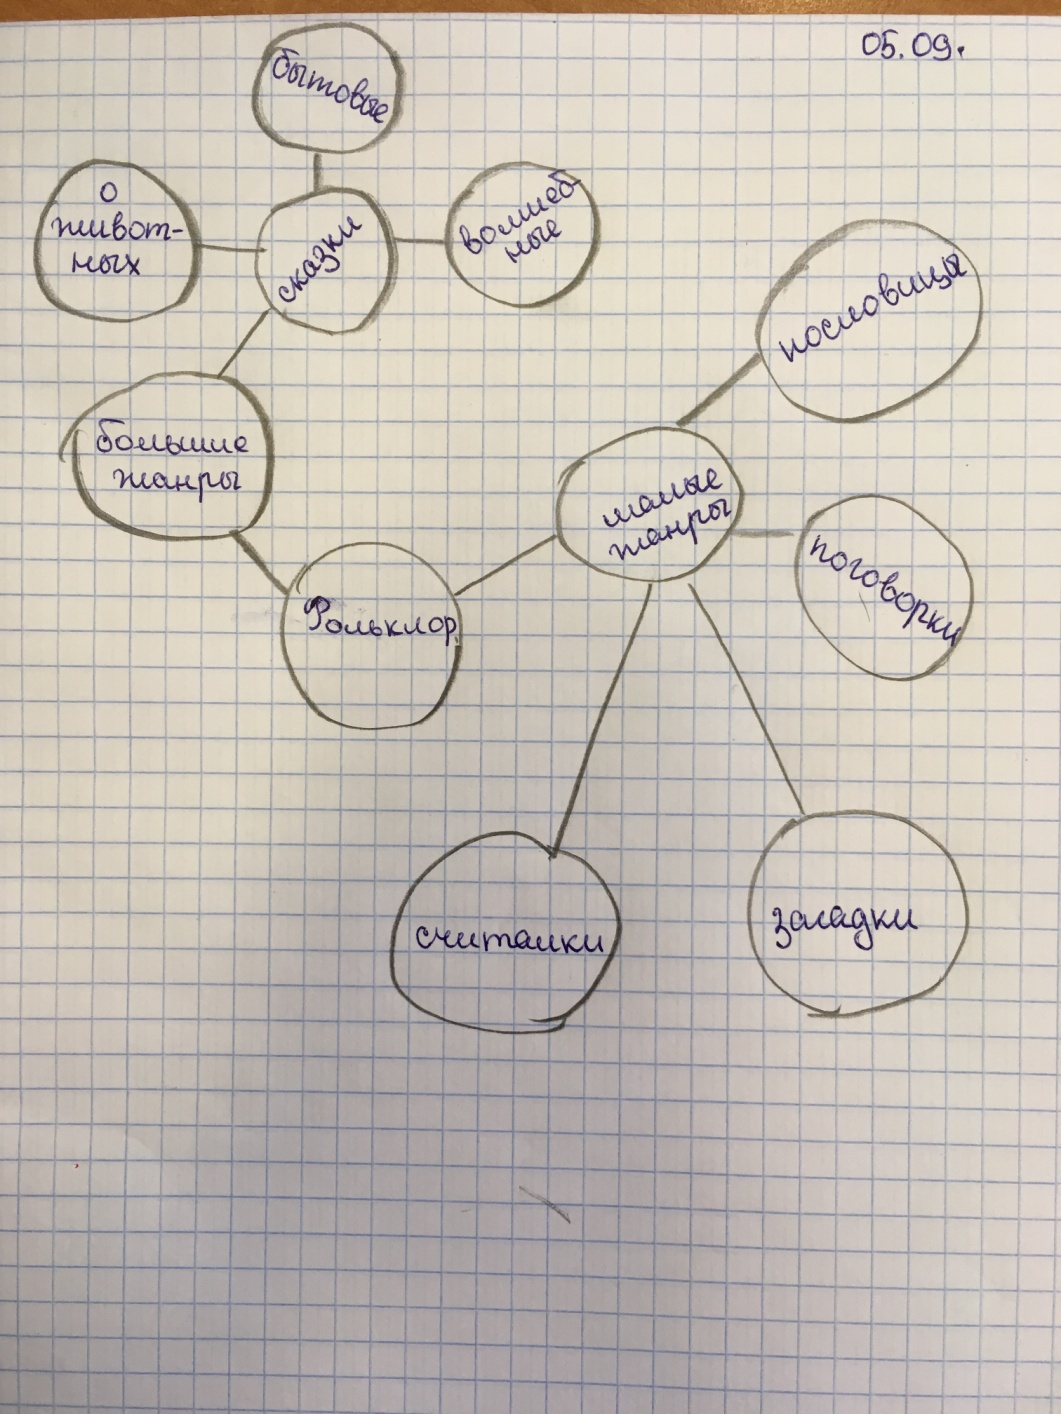 05.09.
бытовые
о
живот-
ных
сказки
волшеб-
ные
пословицы
большие
жанры
малые
жанры
поговорки
Фольклор
считалки
загадки